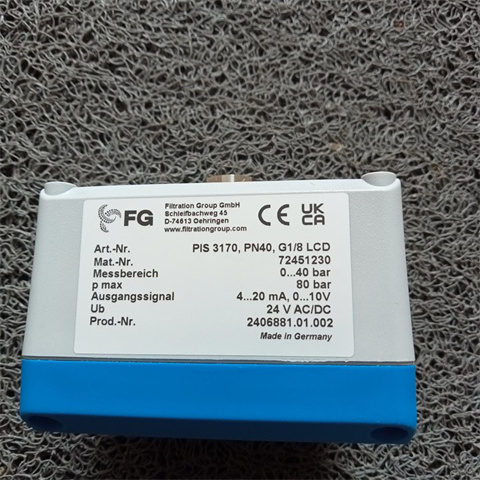 FG
Filtration Group GmbH
Schleifbachweg 45
D-74613 Oehringen
www.filtrationgroup.com
CE UK CA
Art.-Nr. PIS 3170, PN40, G1/8 LCD
Mat.-Nr. 72451230
Messbereich 0...40 bar
p max 80 bar
Ausgangssignal 4...20 mA, 0...10V
Ub 24 V AC/DC
Prod.-Nr. 2406881.01.002
Made in Germany